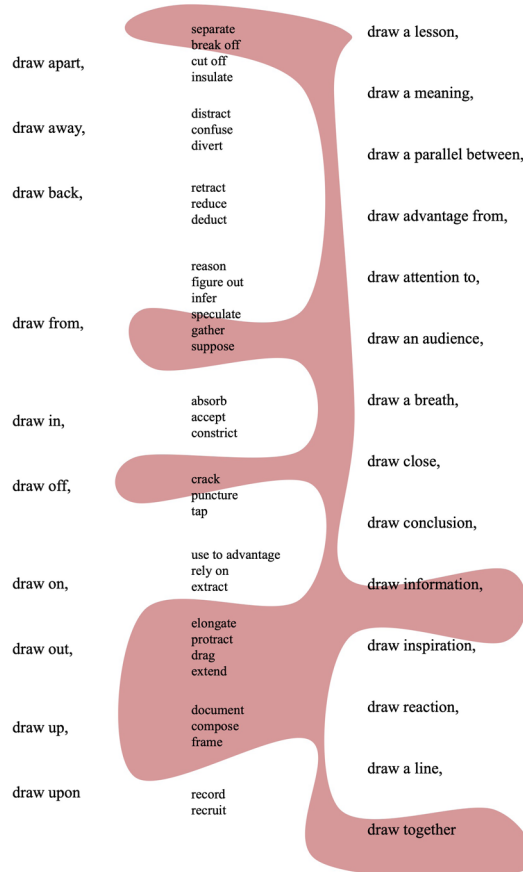 draw apart,
draw away,
draw back,
draw from,
draw in,
draw off,
draw on,
draw out,
draw up,
draw upon
separate
break off
cut off
insulate
distract
confuse
divert
retract
reduce
deduct
reason
figure out
infer
speculate
gather
suppose
absorb
accept
constrict
crack
puncture
tap
use to advantage
rely on
extract
elongate
protract
drag
extend
document
compose
frame
record
recruit
draw a lesson,
draw a meaning,
draw a parallel between,
draw advantage from,
draw attention to,
draw an audience,
draw a breath,
draw close,
draw conclusion,
draw information,
draw inspiration,
draw reaction,
draw a line,
draw together